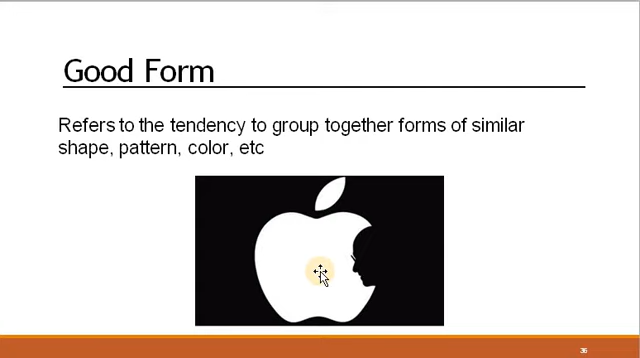 Good Form
Refers to the tendency to group together forms of similar
shape, pattern, color, etc
36